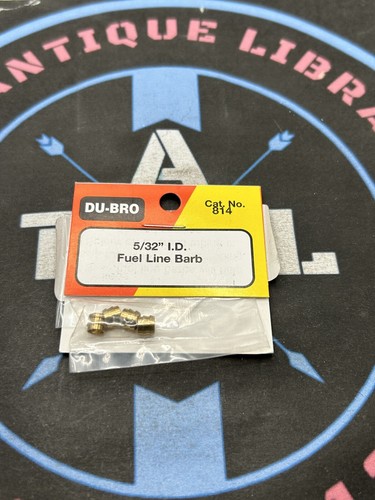 ANTIQUE LIBRA
A
T L
DU-BRO
Cat. No.
814
5/32" I.D.
Fuel Line Barb